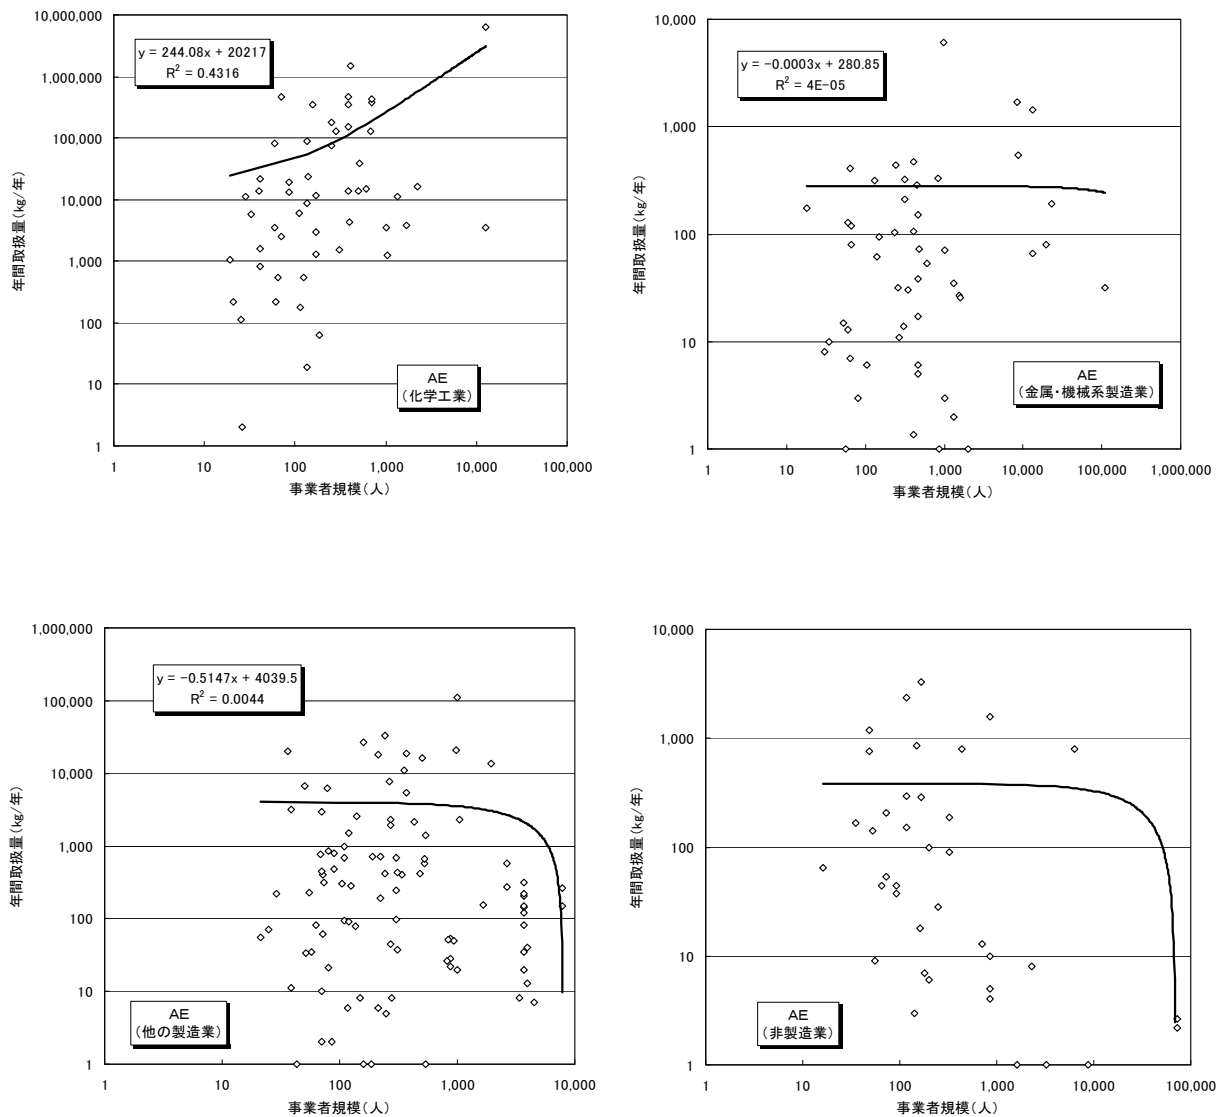 10,000,000
1,000,000
100,000
10,000
1,000
100
10
1
年間取扱量(kg/年)
y = 244.08x + 20217
R² = 0.4316
AE
(化学工業)
1 10 100 1,000 10,000 100,000
事業者規模(人)
10,000
1,000
100
10
1
年間取扱量(kg/年)
y = -0.0003x + 280.85
R² = 4E-05
AE
(金属・機械系製造業)
1 10 100 1,000 10,000 100,000 1,000,000
事業者規模(人)
1,000,000
100,000
10,000
1,000
100
10
1
年間取扱量(kg/年)
y = -0.5147x + 4039.5
R² = 0.0044
AE
(他の製造業)
1 10 100 1,000 10,000
事業者規模(人)
10,000
1,000
100
10
1
年間取扱量(kg/年)
AE
(非製造業)
1 10 100 1,000 10,000 100,000
事業者規模(人)